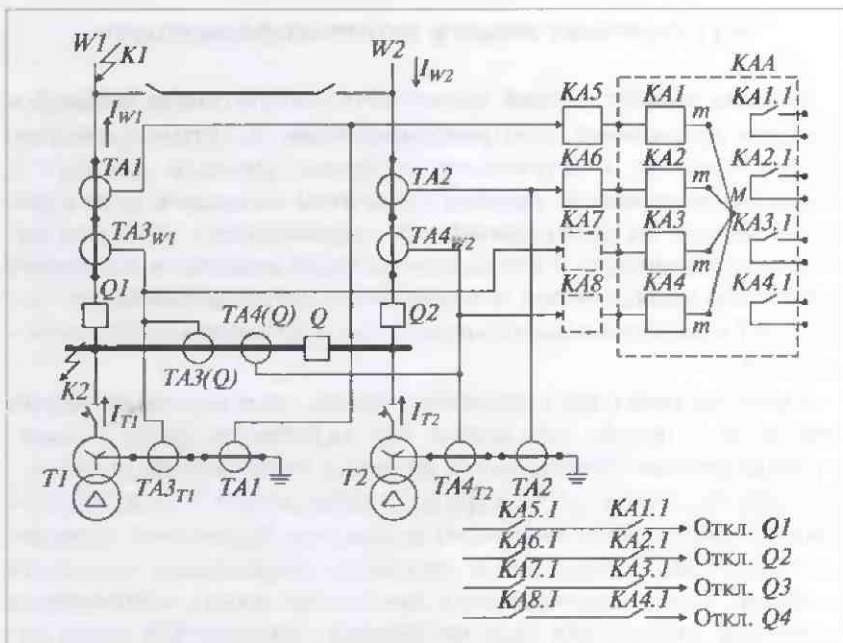 W1
K1
W2
I_W2
KAA
KA5
KA1
m
KA1.1
I_W1
TA1
TA2
KA6
KA2
m
KA2.1
M
TA3_W1
TA4_W2
KA7
KA3
m
KA3.1
Q1
TA4(Q)
Q
Q2
KA8
KA4
m
KA4.1
TA3(Q)
K2
I_T1
I_T2
T1
TA3_T1
TA1
T2
TA4_T2
TA2
KA5.1 KA1.1 Откл. Q1
KA6.1 KA2.1 Откл. Q2
KA7.1 KA3.1 Откл. Q3
KA8.1 KA4.1 Откл. Q4